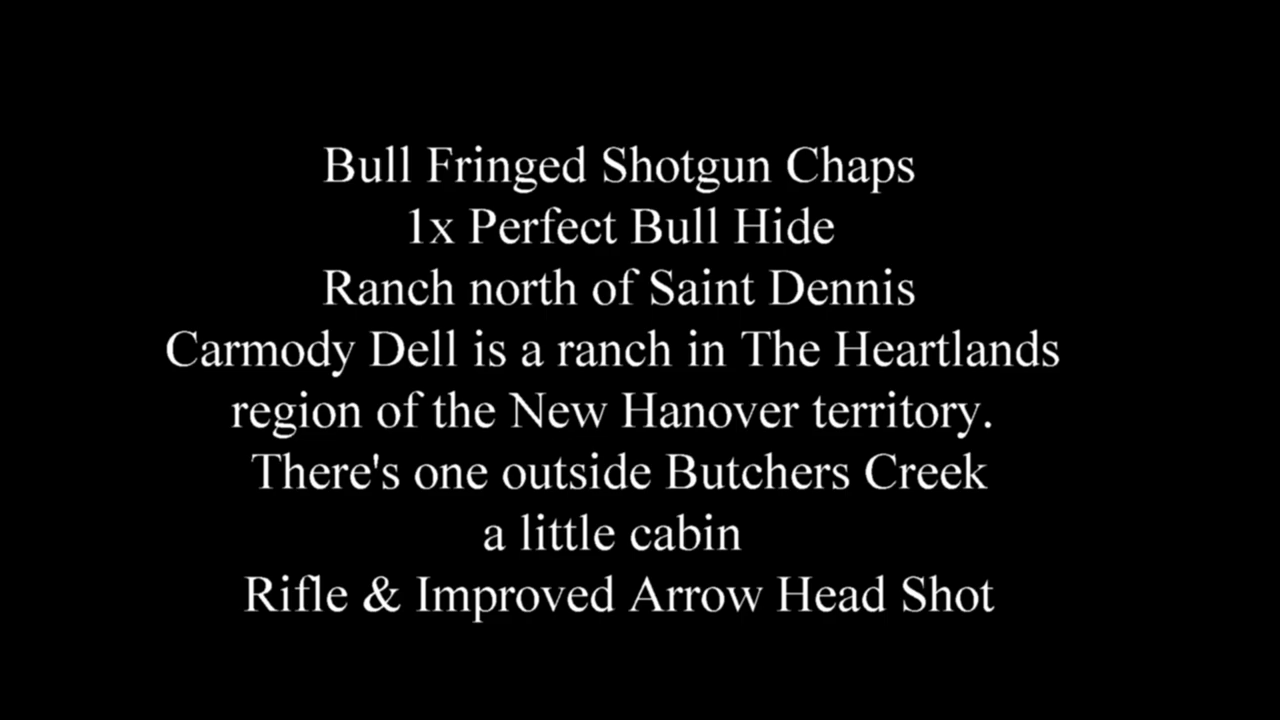 Bull Fringed Shotgun Chaps
1x Perfect Bull Hide
Ranch north of Saint Dennis
Carmody Dell is a ranch in The Heartlands
region of the New Hanover territory.
There's one outside Butchers Creek
a little cabin
Rifle & Improved Arrow Head Shot